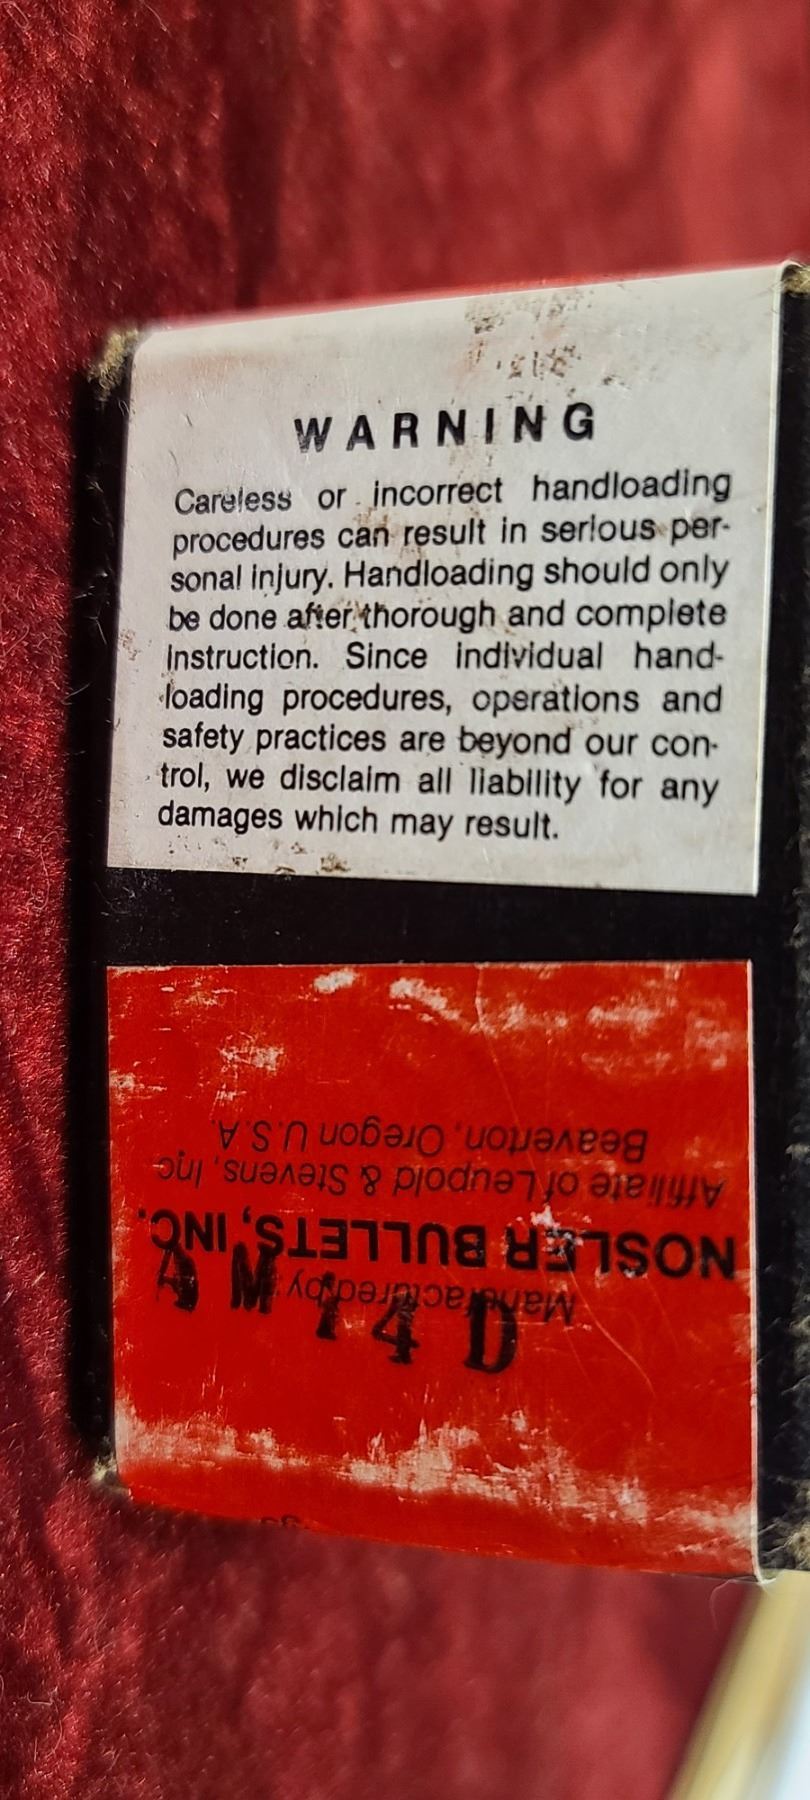 WARNING
Careless or incorrect handloading
procedures can result in serious per-
sonal injury. Handloading should only
be done after thorough and complete
instruction. Since individual hand-
loading procedures, operations and
safety practices are beyond our con-
trol, we disclaim all liability for any
damages which may result.
Manufactured by
NOSLER BULLETS, INC.
Affiliate of Leupold & Stevens, Inc.
Beaverton, Oregon U.S.A.